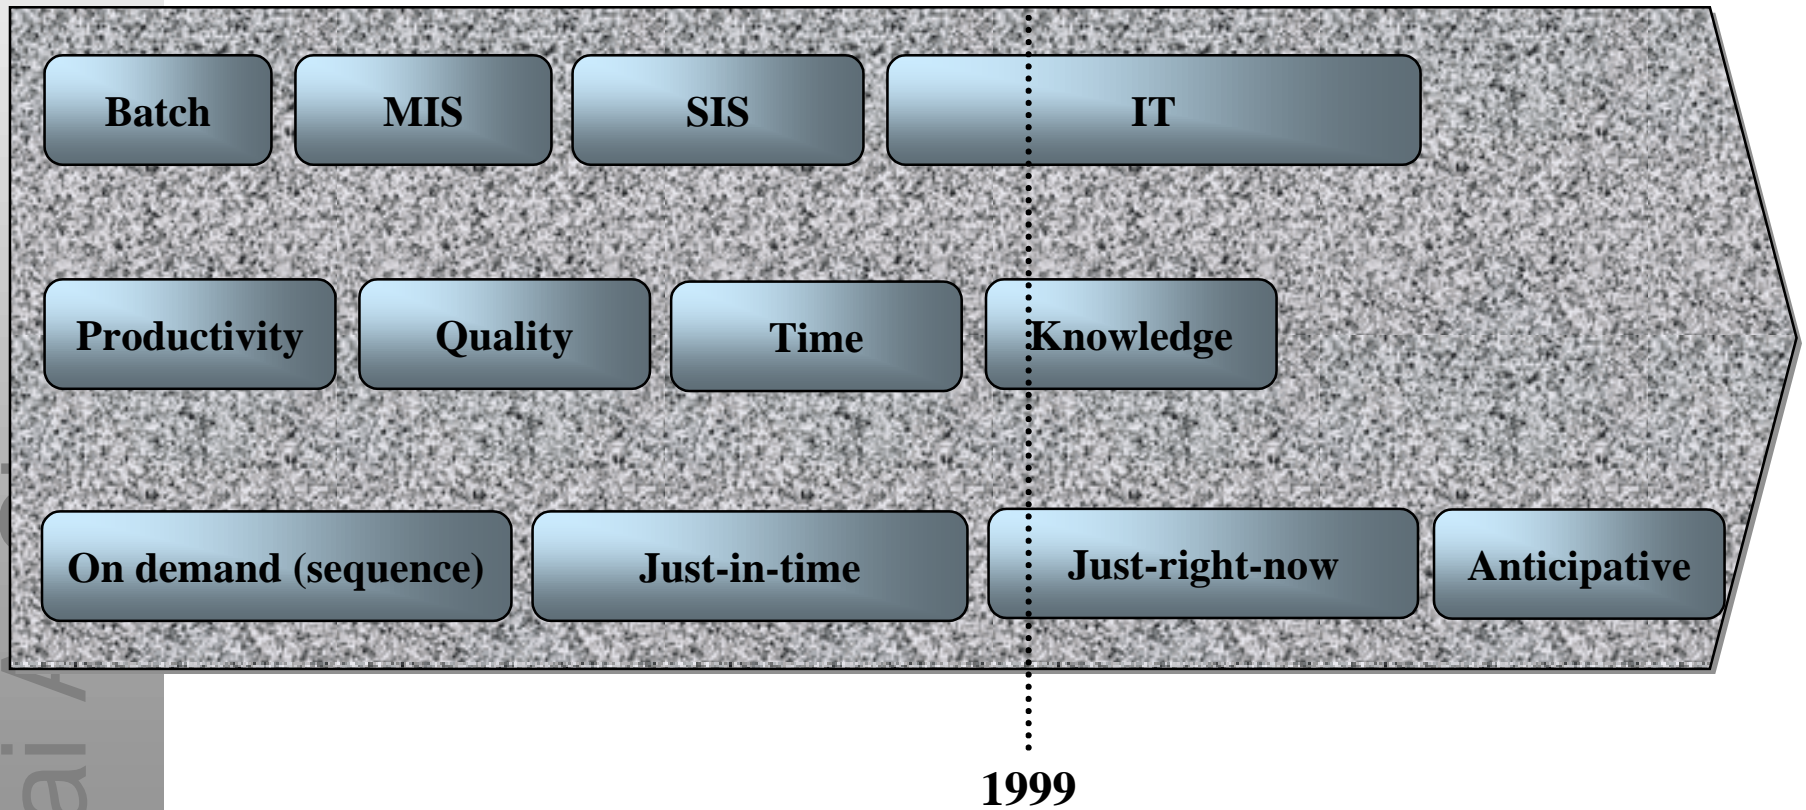 Batch
MIS
SIS
IT
Productivity
Quality
Time
Knowledge
On demand (sequence)
Just-in-time
Just-right-now
Anticipative
1999
ai A